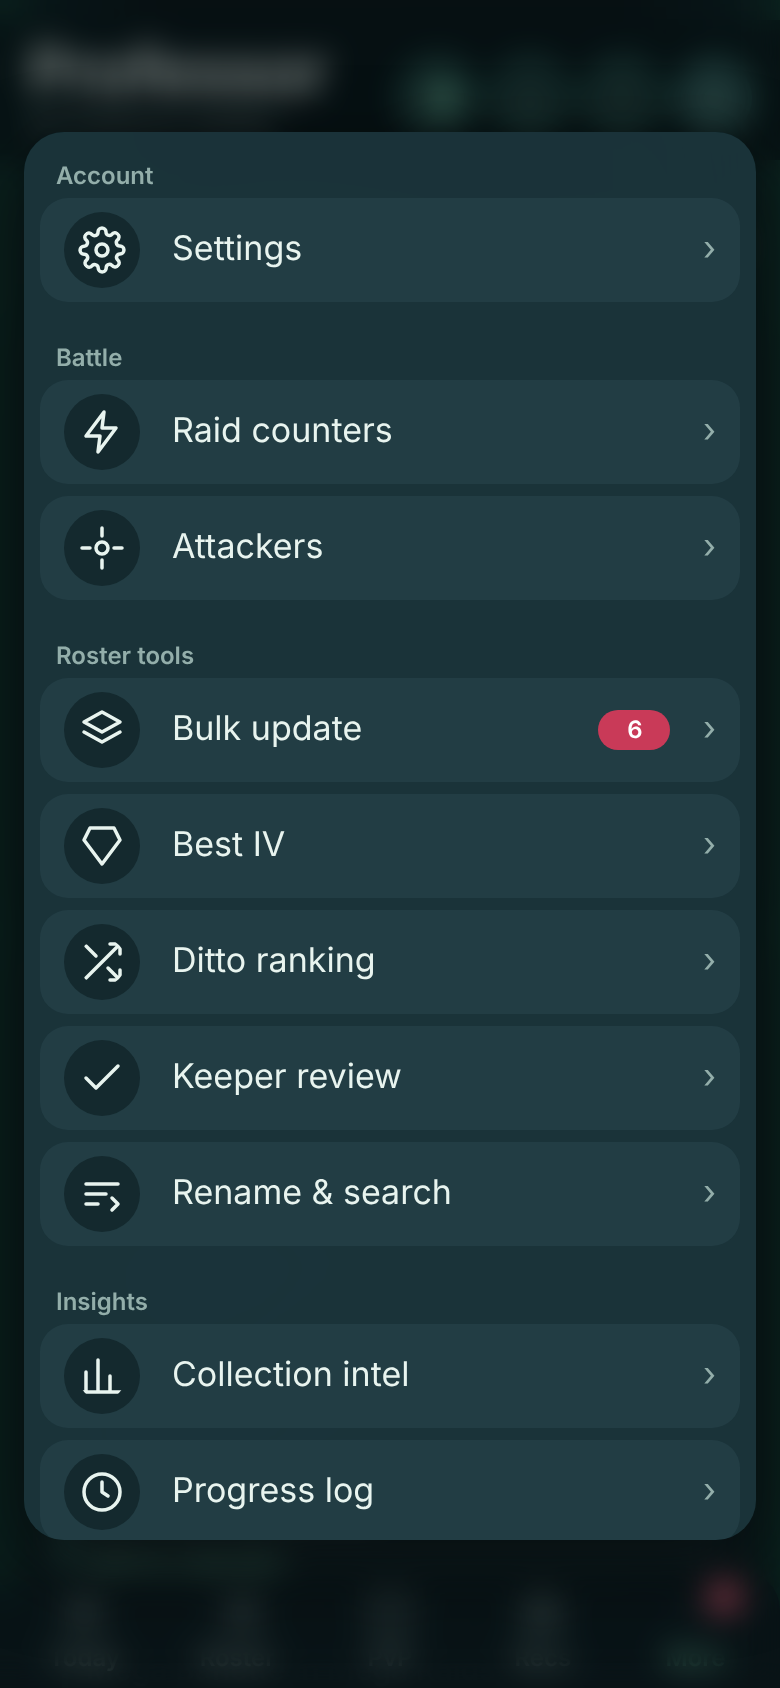 Account
Settings
Battle
Raid counters
Attackers
Roster tools
Bulk update
6
Best IV
Ditto ranking
Keeper review
Rename & search
Insights
Collection intel
Progress log
More